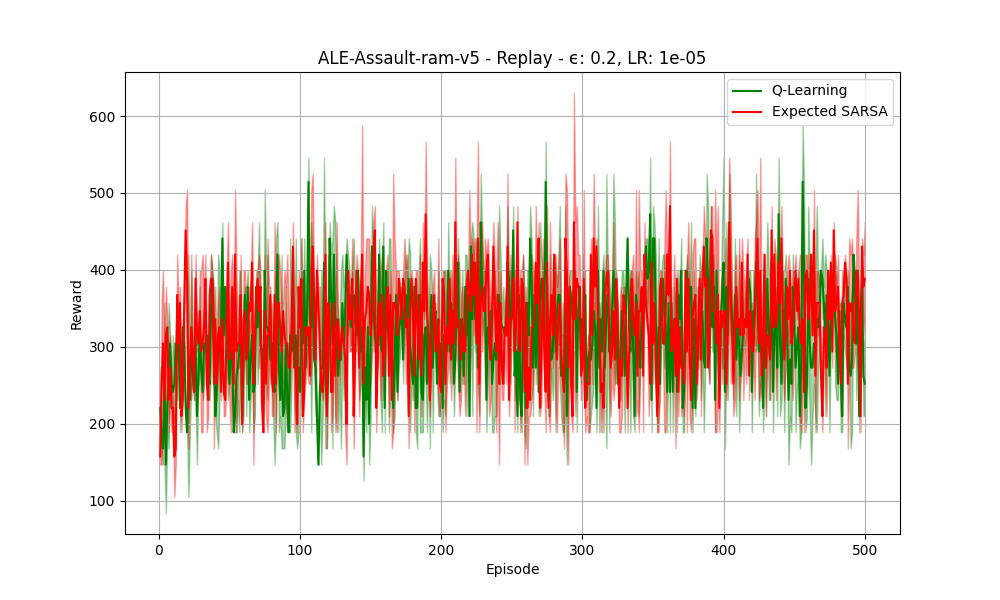 ALE-Assault-ram-v5 - Replay - ϵ: 0.2, LR: 1e-05
Q-Learning
Expected SARSA
600
500
400
300
200
100
Reward
0
100
200
300
400
500
Episode